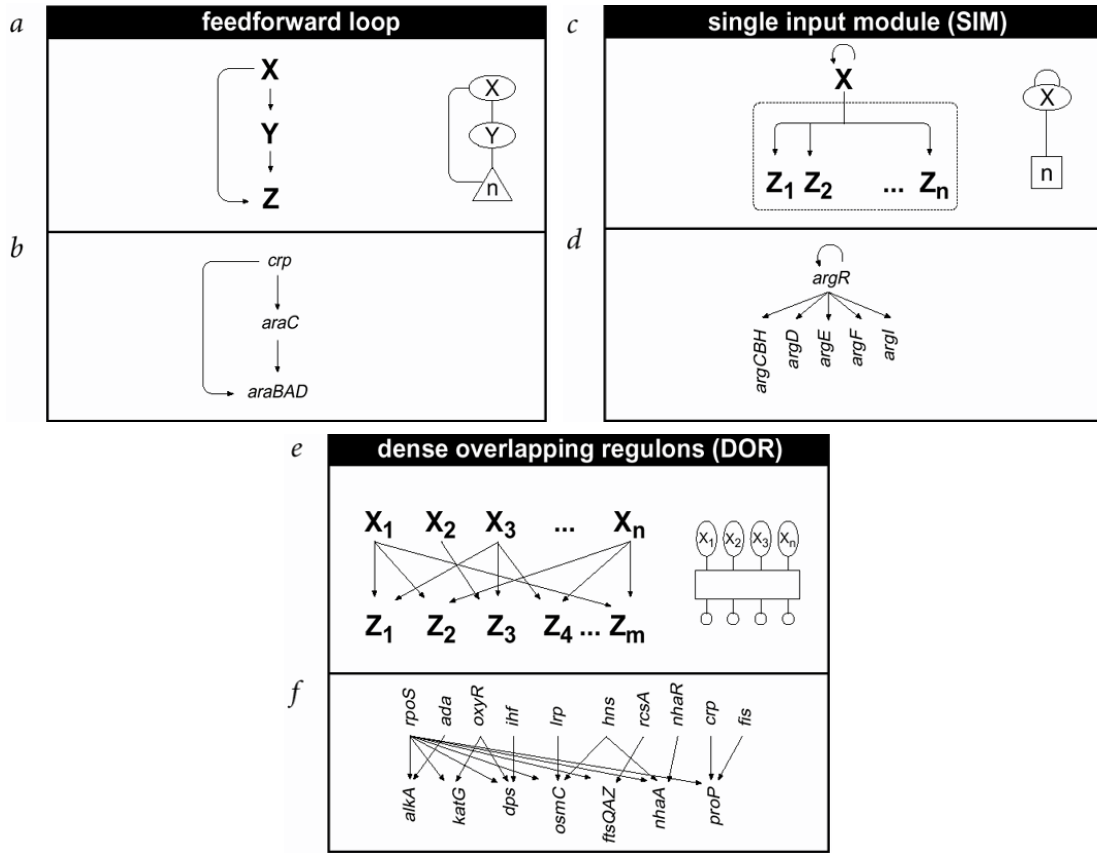 a
feedforward loop
X
Y
Z
X
Y
n
b
crp
araC
araBAD
c
single input module (SIM)
X
Z1 Z2 ... Zn
X
n
d
argR
argCBH argD argE argF argI
e
dense overlapping regulons (DOR)
X1 X2 X3 ... Xn
Z1 Z2 Z3 Z4 ... Zm
X1 X2 X3 Xn
f
rpoS ada oxyR ihf lrp hns rcsA nhaR crp fis
alkA katG dps osmC ftsQAZ nhaA proP